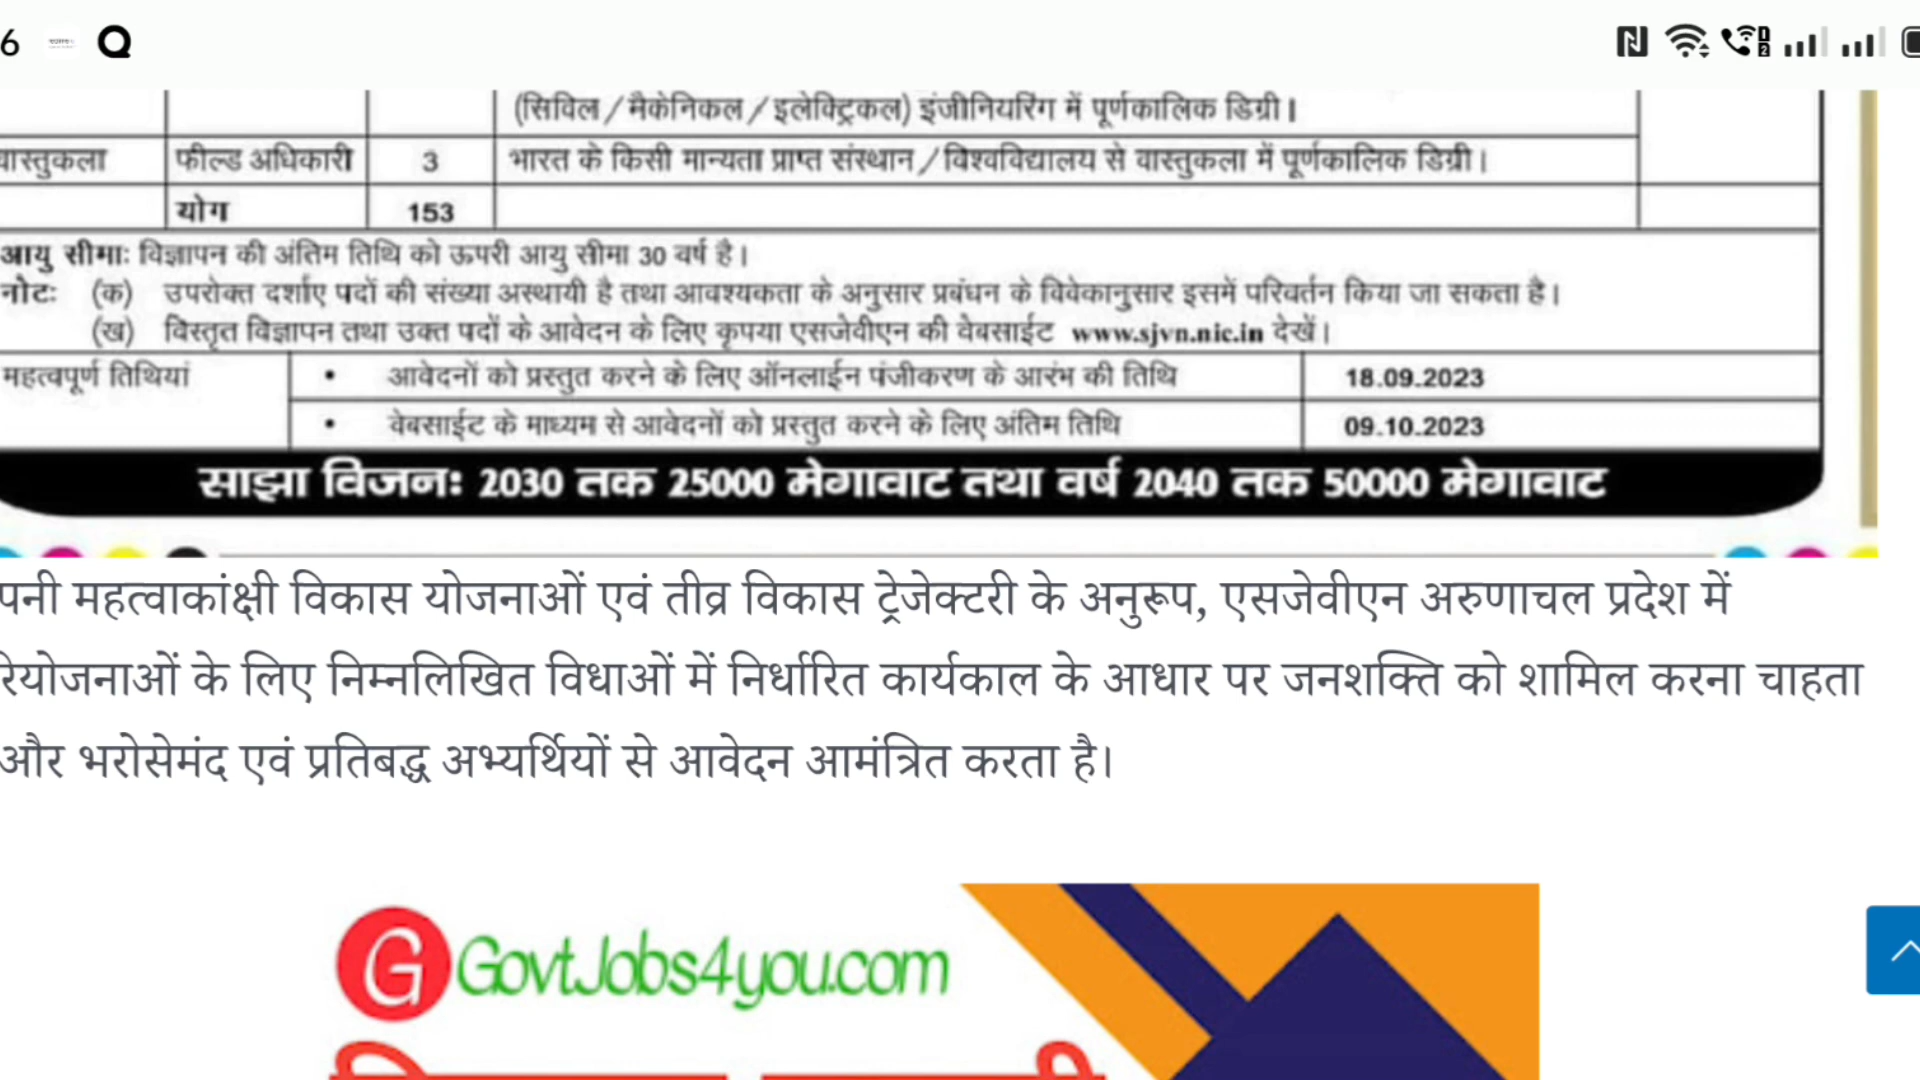 6
(सिविल/मैकेनिकल/इलेक्ट्रिकल) इंजीनियरिंग में पूर्णकालिक डिग्री।
वास्तुकला फील्ड अधिकारी 3 भारत के किसी मान्यता प्राप्त संस्थान/विश्वविद्यालय से वास्तुकला में पूर्णकालिक डिग्री।
योग 153
आयु सीमाः विज्ञापन की अंतिम तिथि को ऊपरी आयु सीमा 30 वर्ष है।
नोटः (क) उपरोक्त दर्शाए पदों की संख्या अस्थायी है तथा आवश्यकता के अनुसार प्रबंधन के विवेकानुसार इसमें परिवर्तन किया जा सकता है।
(ख) विस्तृत विज्ञापन तथा उक्त पदों के आवेदन के लिए कृपया एसजेवीएन की वेबसाईट www.sjvn.nic.in देखें।
महत्वपूर्ण तिथियां • आवेदनों को प्रस्तुत करने के लिए ऑनलाईन पंजीकरण के आरंभ की तिथि 18.09.2023
• वेबसाईट के माध्यम से आवेदनों को प्रस्तुत करने के लिए अंतिम तिथि 09.10.2023
साझा विजनः 2030 तक 25000 मेगावाट तथा वर्ष 2040 तक 50000 मेगावाट
पनी महत्वाकांक्षी विकास योजनाओं एवं तीव्र विकास ट्रेजेक्टरी के अनुरूप, एसजेवीएन अरुणाचल प्रदेश में
रियोजनाओं के लिए निम्नलिखित विधाओं में निर्धारित कार्यकाल के आधार पर जनशक्ति को शामिल करना चाहता
और भरोसेमंद एवं प्रतिबद्ध अभ्यर्थियों से आवेदन आमंत्रित करता है।
G GovtJobs4you.com